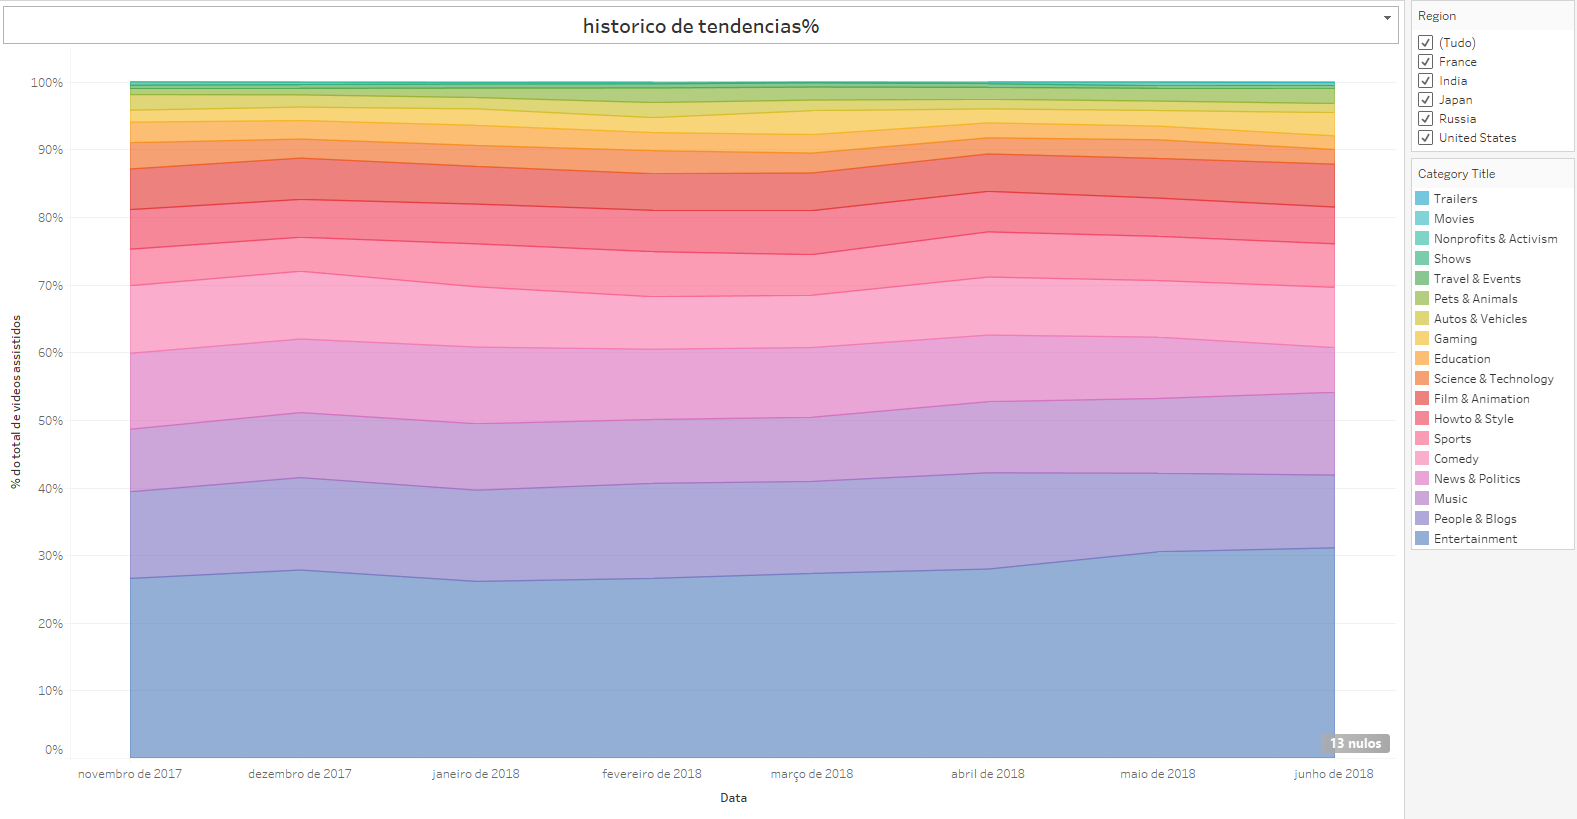 historico de tendencias%
100%
90%
80%
70%
60%
50%
40%
30%
20%
10%
0%
% do total de videos assistidos
novembro de 2017
dezembro de 2017
janeiro de 2018
fevereiro de 2018
março de 2018
abril de 2018
maio de 2018
junho de 2018
Data
13 nulos
Region
(Tudo)
France
India
Japan
Russia
United States
Category Title
Trailers
Movies
Nonprofits & Activism
Shows
Travel & Events
Pets & Animals
Autos & Vehicles
Gaming
Education
Science & Technology
Film & Animation
Howto & Style
Sports
Comedy
News & Politics
Music
People & Blogs
Entertainment